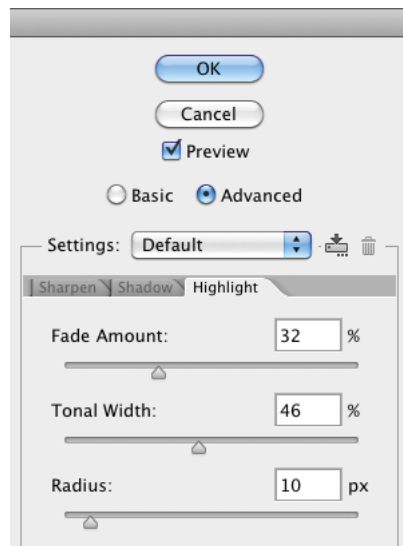 OK
Cancel
Preview
Basic Advanced
Settings: Default
Sharpen Shadow Highlight
Fade Amount: 32 %
Tonal Width: 46 %
Radius: 10 px